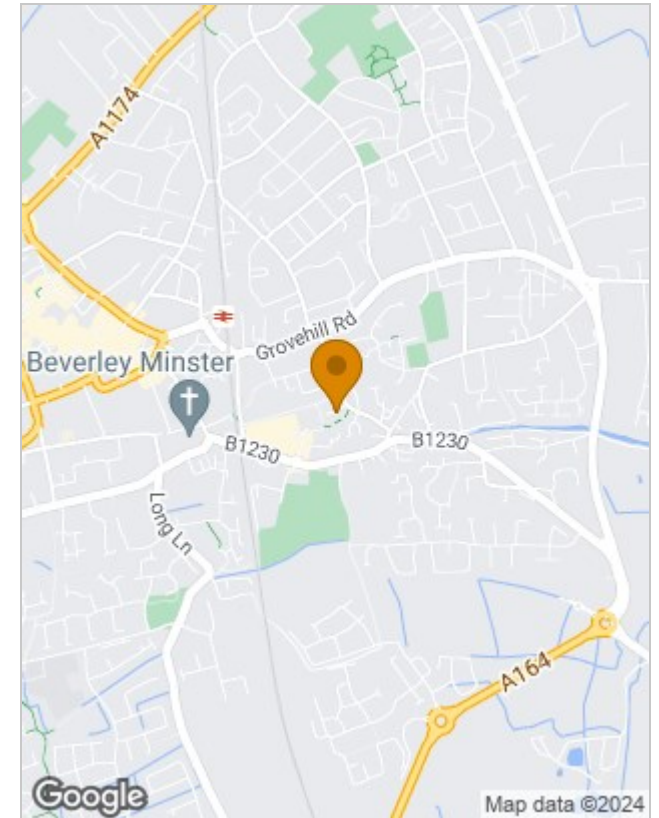 A1174
Grovehill Rd
Beverley Minster
B1230
B1230
Long Ln
A164
Google
Map data ©2024